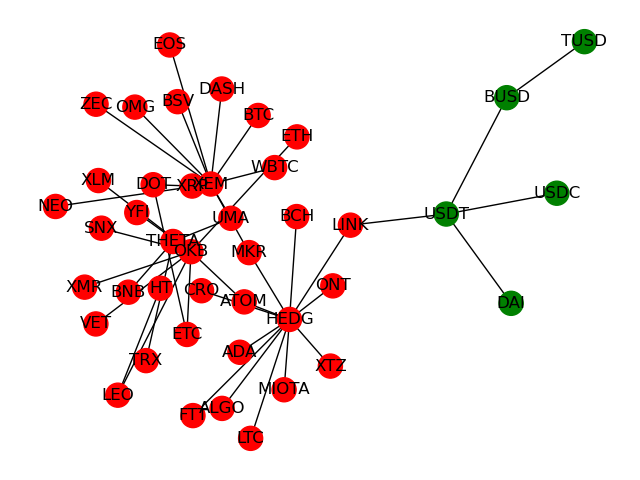 TUSD
EOS
DASH
BUSD
ZEC
OMG
BSV
BTC
ETH
WBTC
XLM
DOT
XRP
XEM
USDC
NEO
YFI
UMA
BCH
USDT
SNX
LINK
THETA
OKB
MKR
XMR
BNB
HT
CRO
ONT
ATOM
DAI
VET
HEDG
ETC
TRX
ADA
XTZ
LEO
MIOTA
FTT
ALGO
LTC